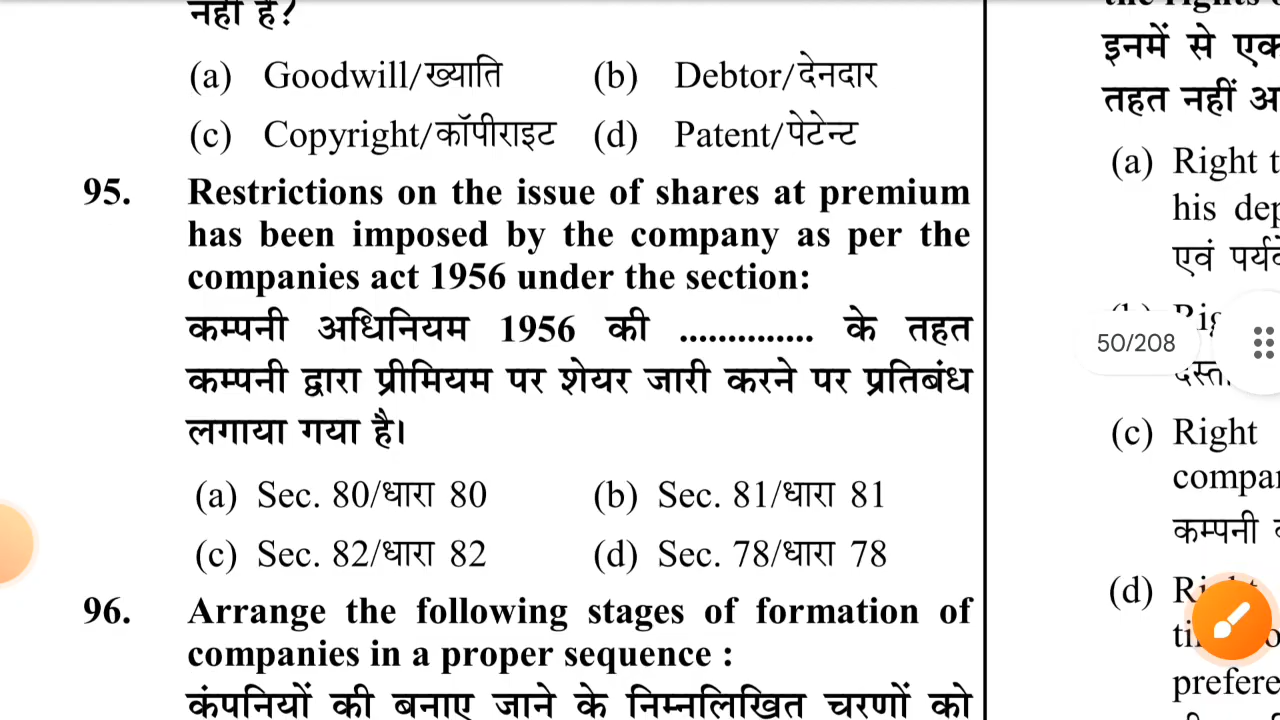 नहीं है?
(a) Goodwill/ख्याति (b) Debtor/देनदार
(c) Copyright/कॉपीराइट (d) Patent/पेटेन्ट
95. Restrictions on the issue of shares at premium
has been imposed by the company as per the
companies act 1956 under the section:
कम्पनी अधिनियम 1956 की .............. के तहत
कम्पनी द्वारा प्रीमियम पर शेयर जारी करने पर प्रतिबंध
लगाया गया है।
(a) Sec. 80/धारा 80 (b) Sec. 81/धारा 81
(c) Sec. 82/धारा 82 (d) Sec. 78/धारा 78
96. Arrange the following stages of formation of
companies in a proper sequence :
कंपनियों की बनाए जाने के निम्नलिखित चरणों को
the rights
इनमें से एक
तहत नहीं
(a) Right
his
एवं
50/208
(c) Right
कम्पनी
(d)